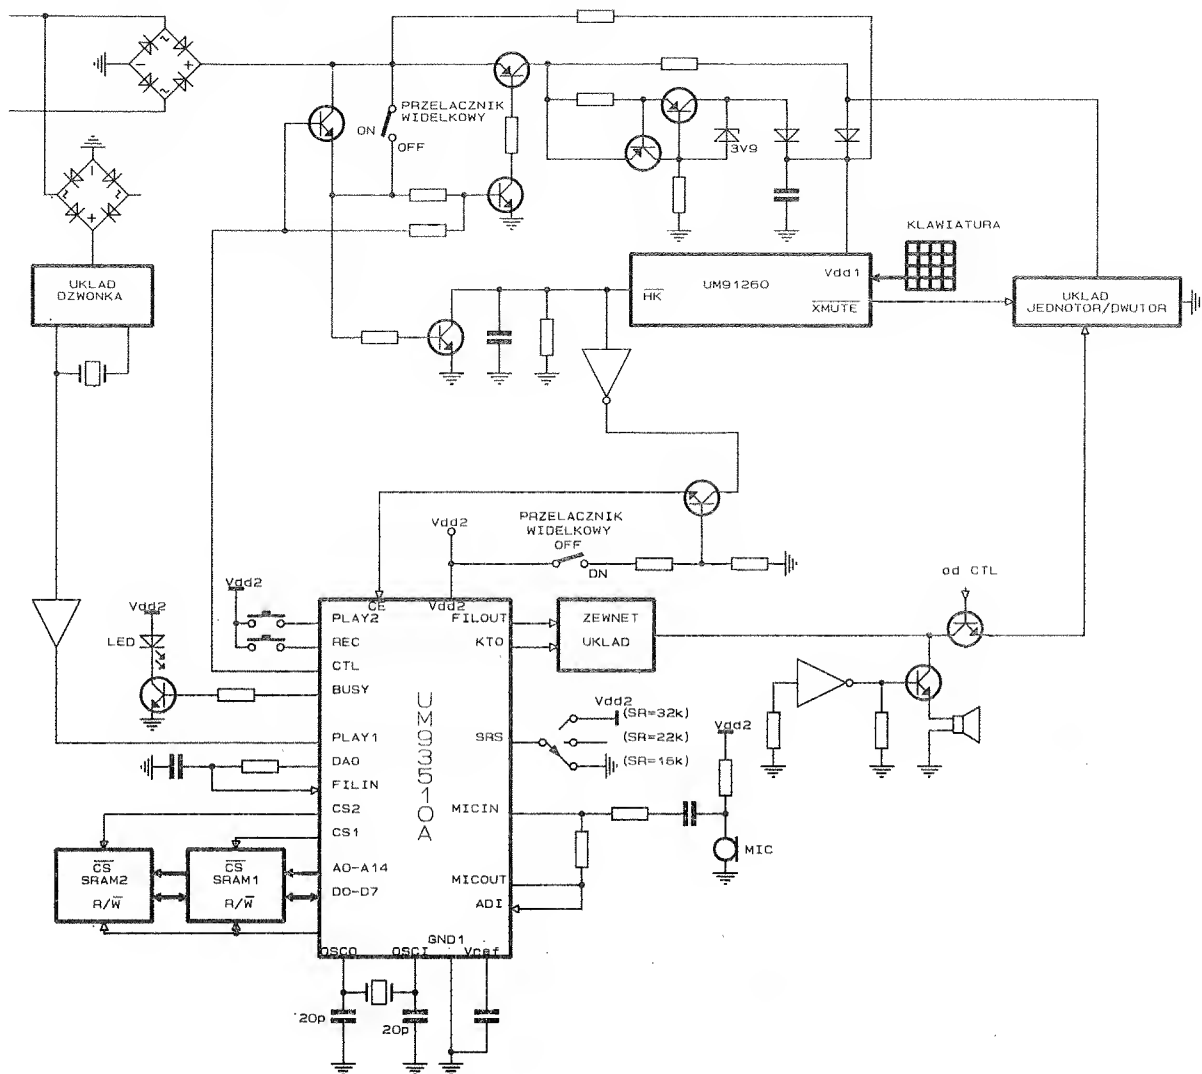 PRZELACZNIK
WIDELKOWY
ON
OFF
3V9
KLAWIATURA
Vdd1
UM91260
HK
XMUTE
UKLAD
JEDNOTOR/DWUTOR
UKLAD
DZWONKA
PRZELACZNIK
WIDELKOWY
OFF
ON
Vdd2
od CTL
Vdd2
Vdd2
LED
CE
Vdd2
PLAY2
REC
CTL
BUSY
PLAY1
DAO
FILIN
CS2
CS1
A0-A14
D0-D7
FILOUT
KTO
ZEWNET
UKLAD
UM93510A
SRS
Vdd2
(SR=32k)
(SR=22k)
(SR=16k)
Vdd2
MICIN
MIC
MICOUT
ADI
CS
SRAM2
R/W
CS
SRAM1
R/W
GND1
OSCO
OSCI
Vref
20p
20p